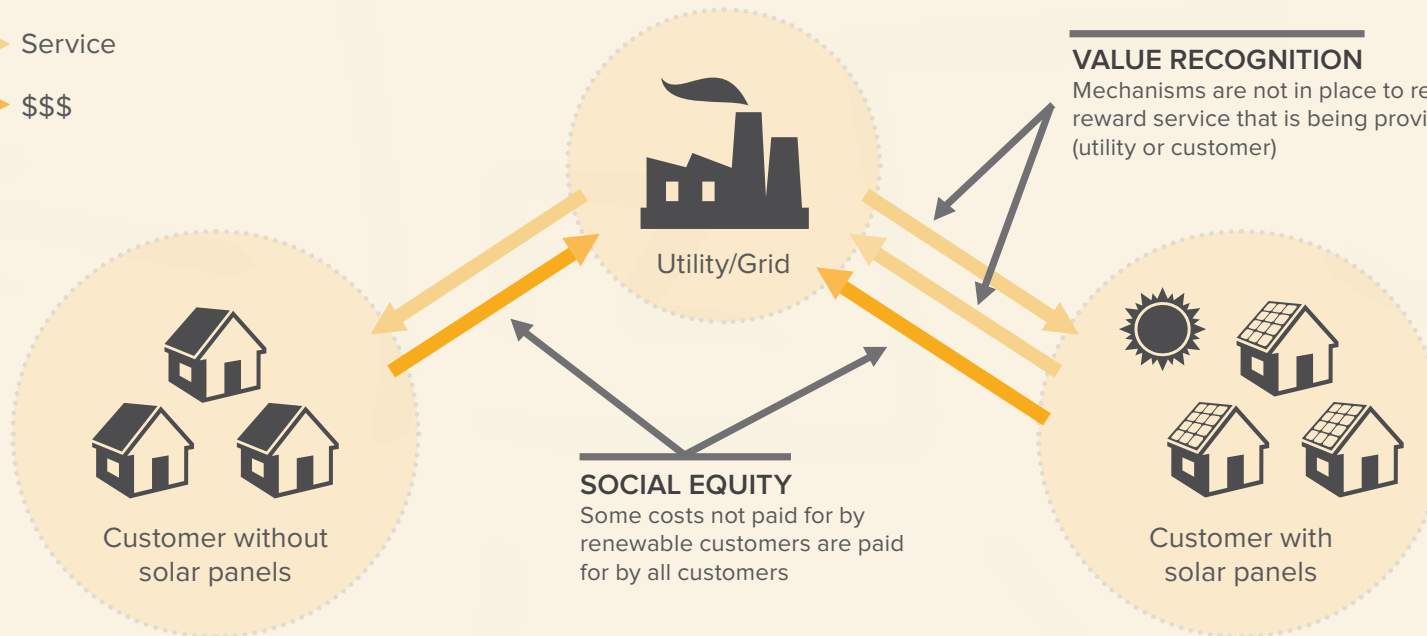 Service
$$$
VALUE RECOGNITION
Mechanisms are not in place to
reward service that is being
(utility or customer)
Utility/Grid
SOCIAL EQUITY
Some costs not paid for by
renewable customers are paid
for by all customers
Customer without
solar panels
Customer with
solar panels